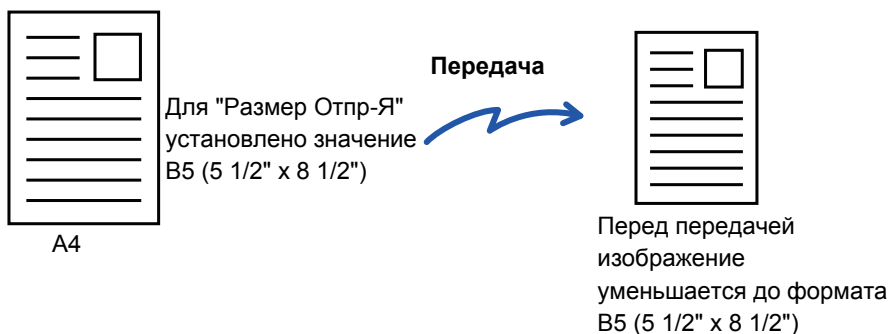 Передача
Для "Размер Отпр-Я"
установлено значение
B5 (5 1/2" x 8 1/2")
A4
Перед передачей
изображение
уменьшается до формата
B5 (5 1/2" x 8 1/2")